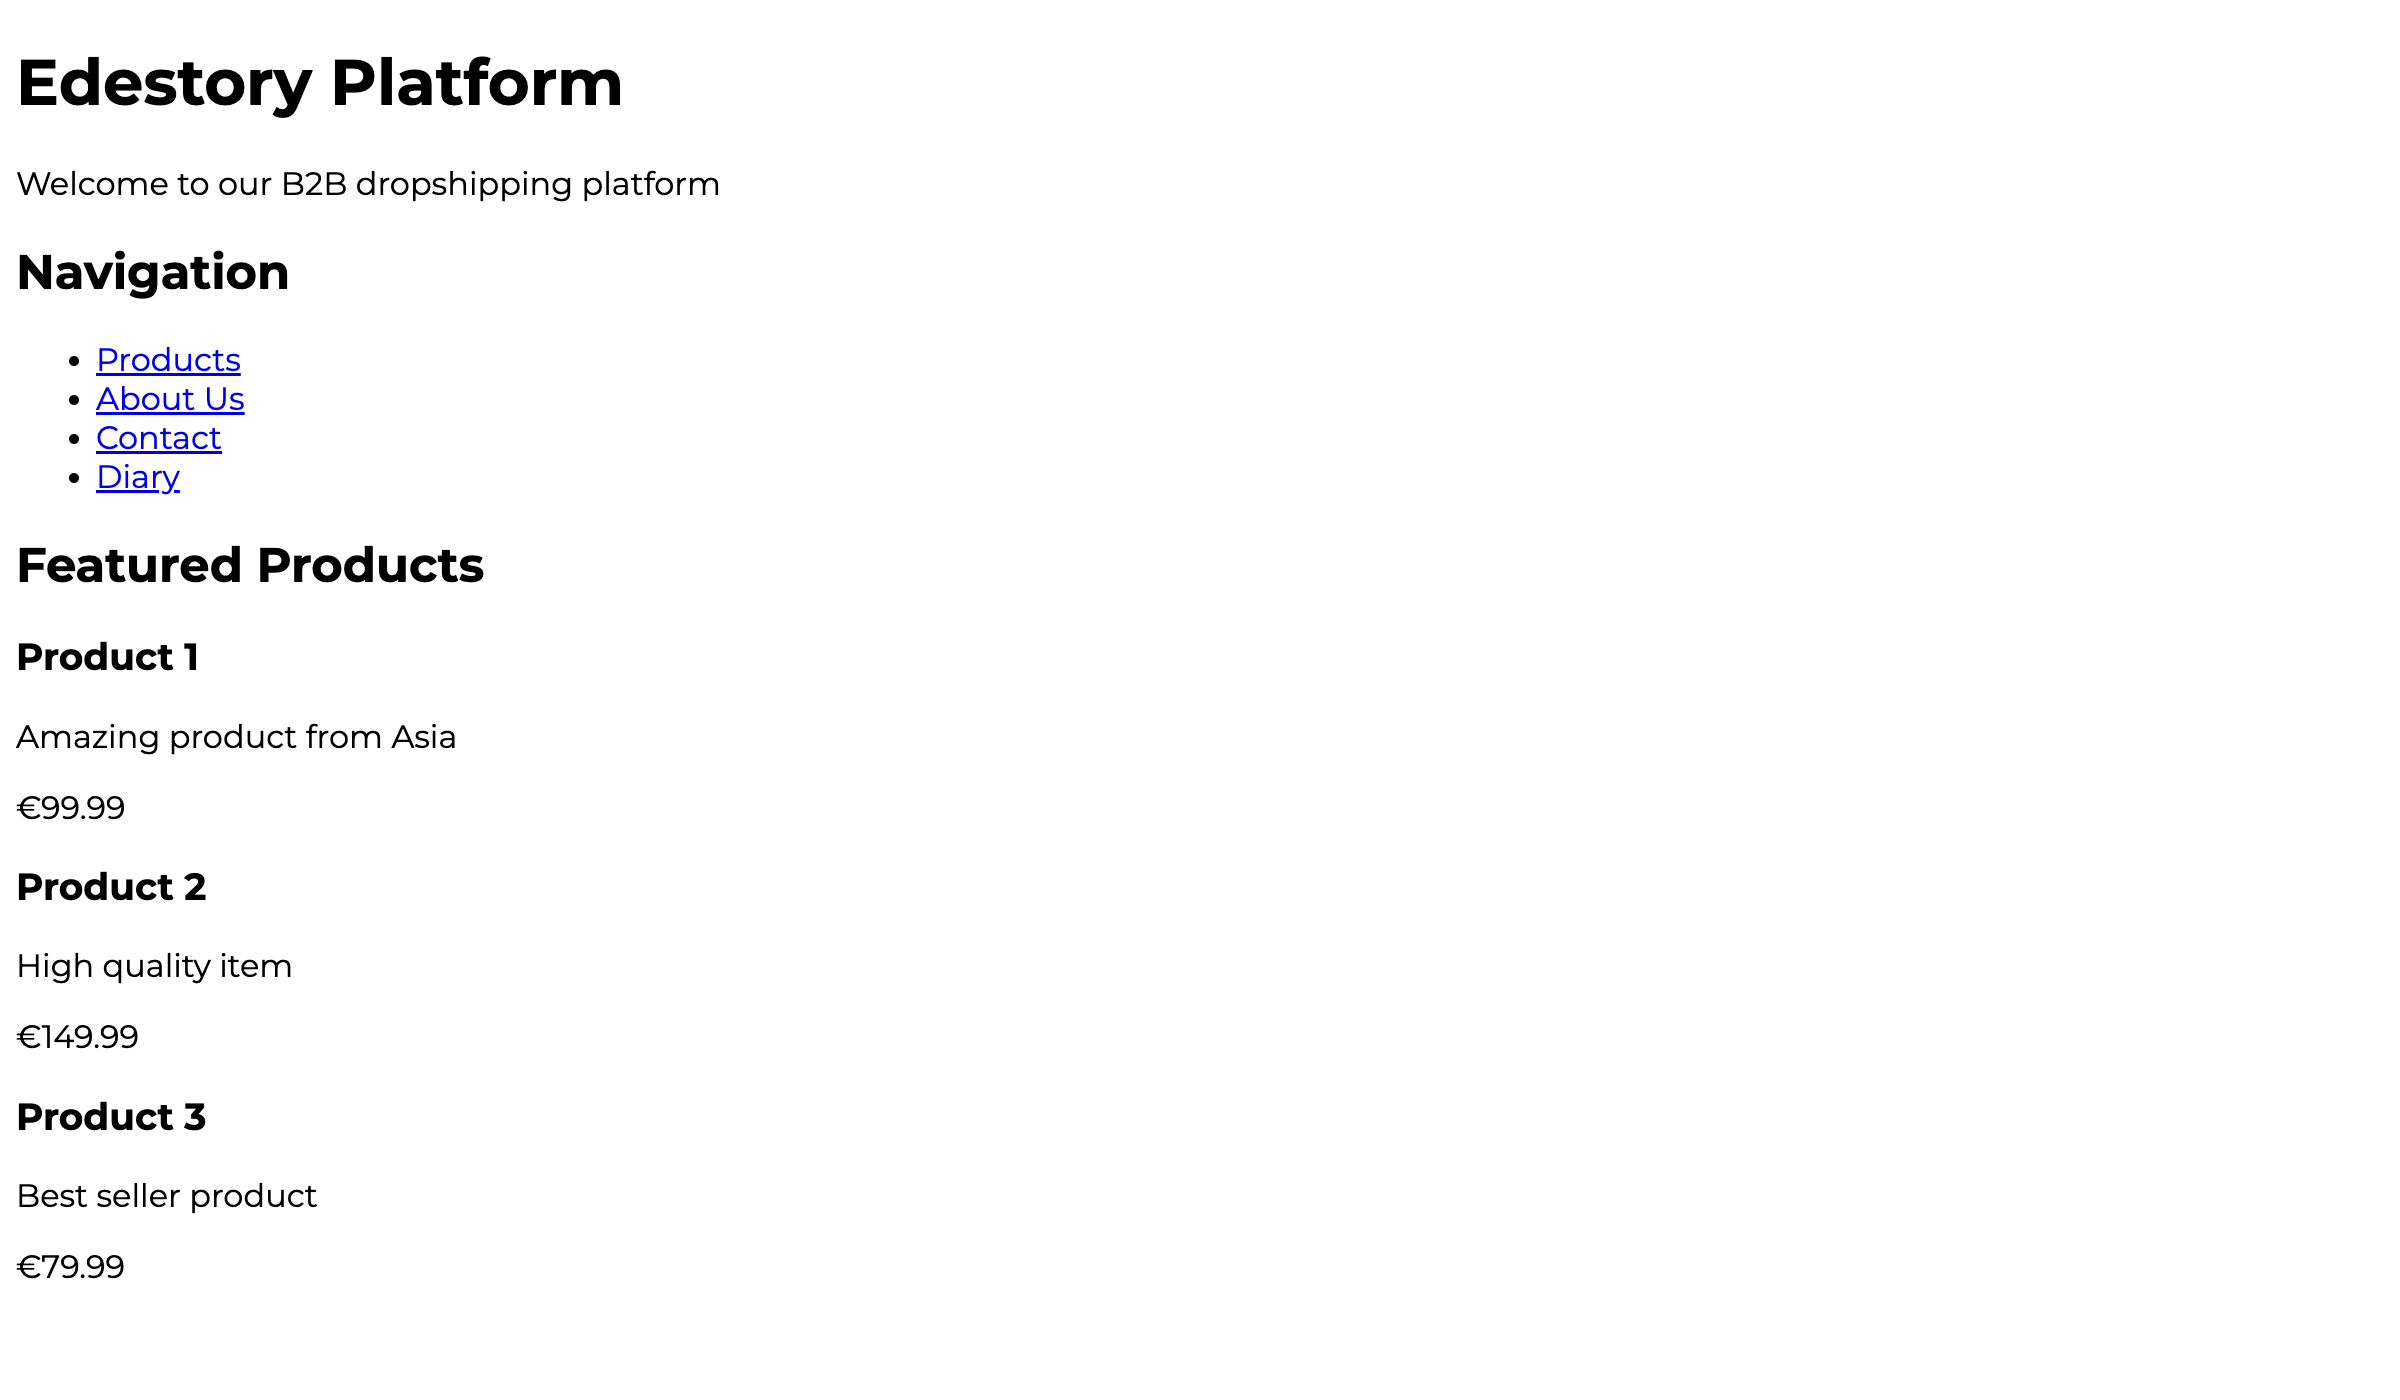 Edestory Platform
Welcome to our B2B dropshipping platform
Navigation
Products
About Us
Contact
Diary
Featured Products
Product 1
Amazing product from Asia
€99.99
Product 2
High quality item
€149.99
Product 3
Best seller product
€79.99